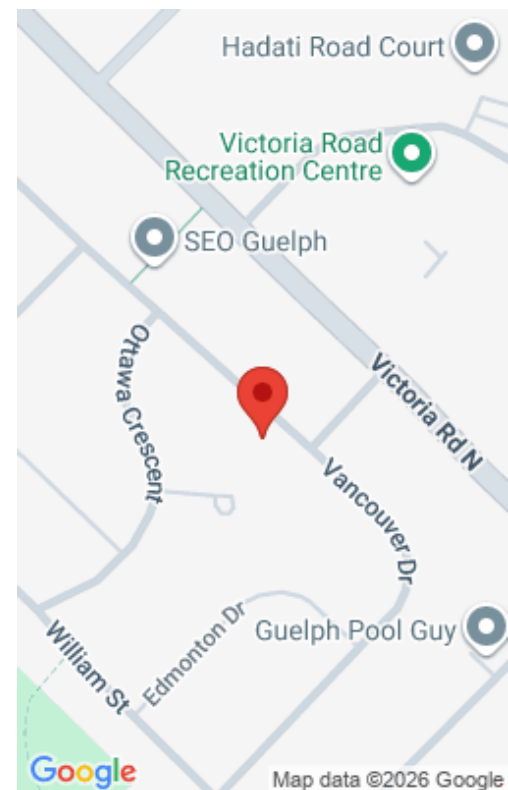 Hadati Road Court
Victoria Road
Recreation Centre
SEO Guelph
Ottawa Crescent
Victoria Rd N
Vancouver Dr
Edmonton Dr
Guelph Pool Guy
William St
Google
Map data ©2026 Google